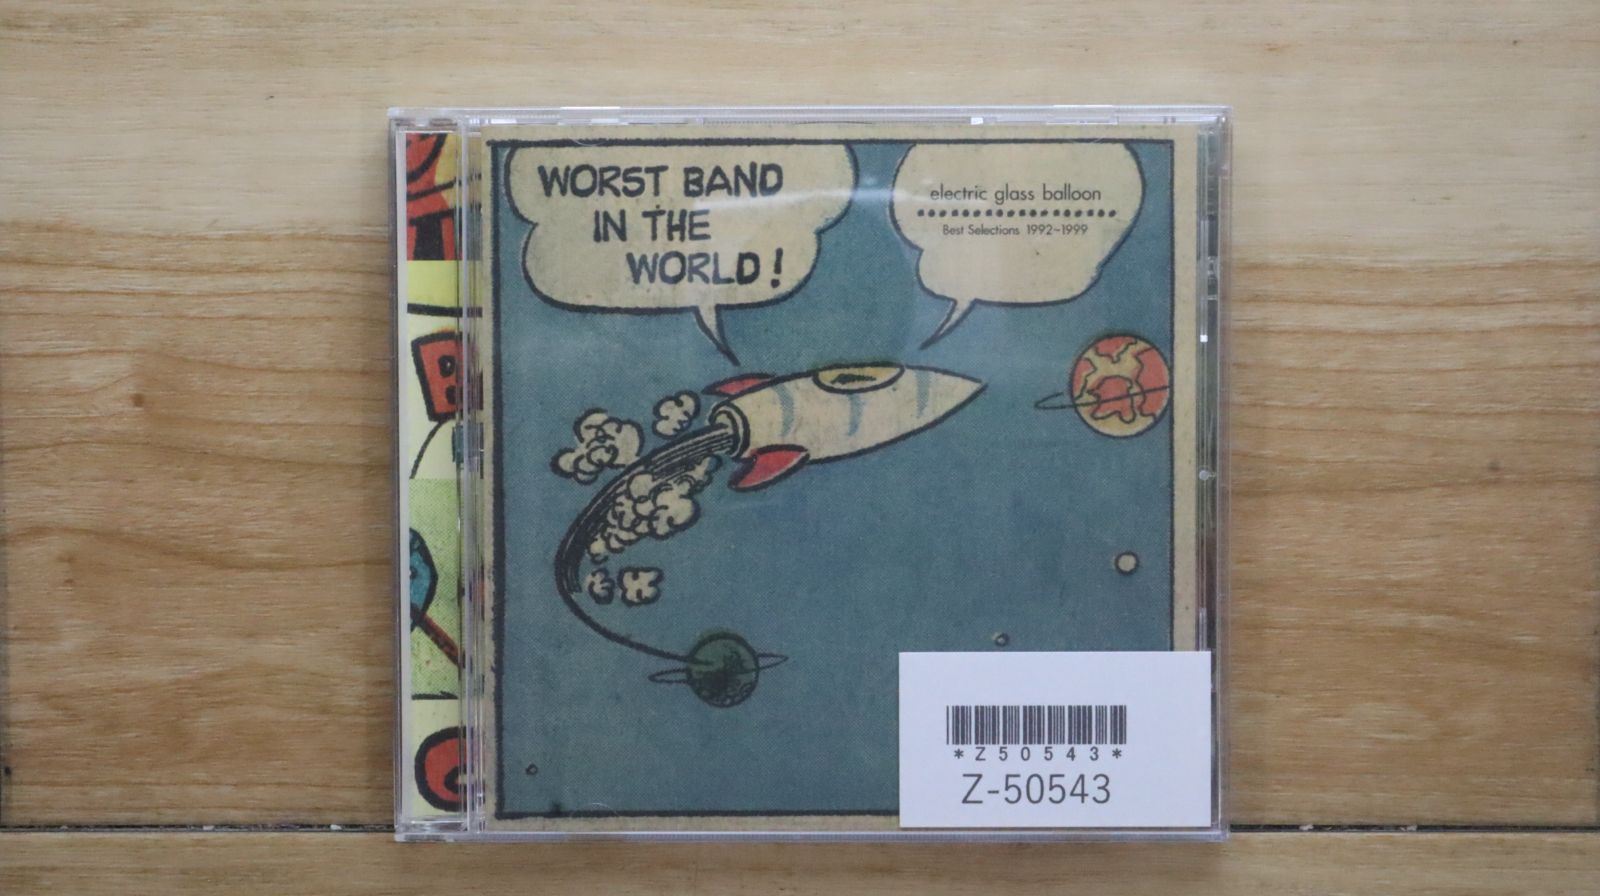 WORST BAND
IN THE
WORLD!
electric glass balloon
Best Selections 1992-1999
B
*Z50543*
Z-50543